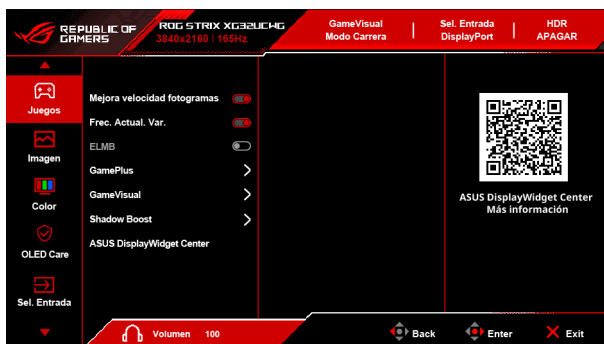 REPUBLIC OF
GAMERS
ROG STRIX XG32UCWG
3840x2160 | 165Hz
GameVisual
Modo Carrera
Sel. Entrada
DisplayPort
HDR
APAGAR
Juegos
Imagen
Color
OLED Care
Sel. Entrada
Mejora velocidad fotogramas
Frec. Actual. Var.
ELMB
GamePlus
GameVisual
Shadow Boost
ASUS DisplayWidget Center
ASUS DisplayWidget Center
Más información
Volumen 100
Back
Enter
Exit